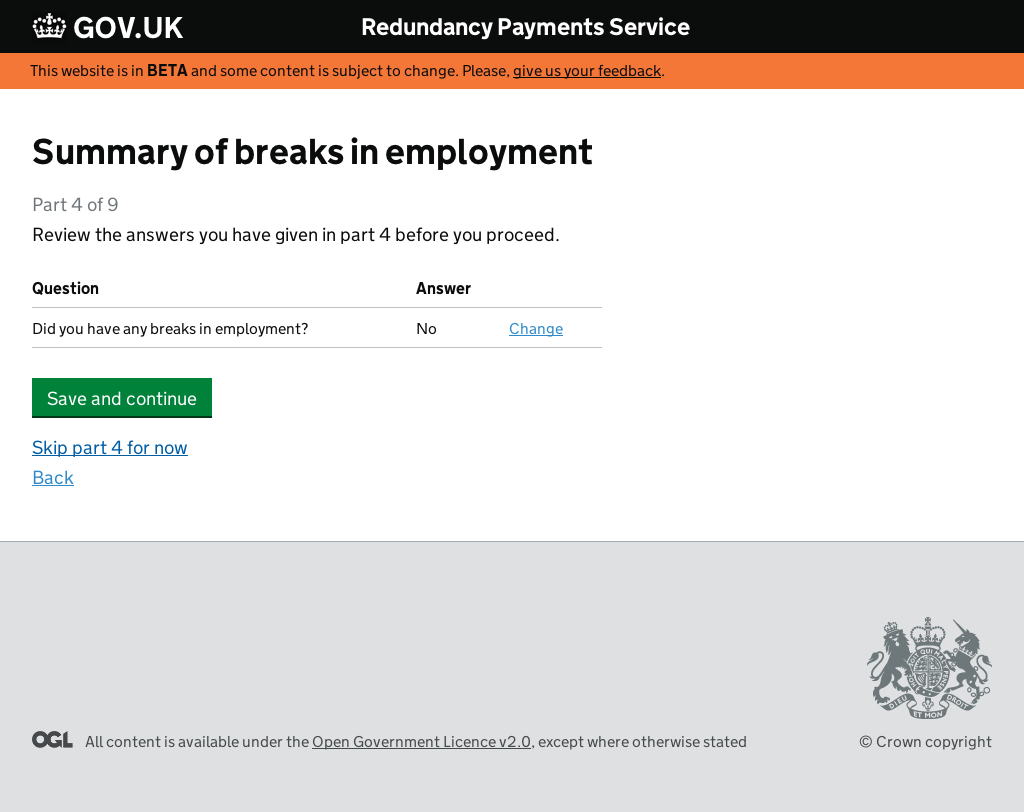 GOV.UK
Redundancy Payments Service
This website is in BETA and some content is subject to change. Please, give us your feedback.
Summary of breaks in employment
Part 4 of 9
Review the answers you have given in part 4 before you proceed.
Question Answer
Did you have any breaks in employment? No Change
Save and continue
Skip part 4 for now
Back
DIEU ET MON DROIT
OGL All content is available under the Open Government Licence v2.0, except where otherwise stated
© Crown copyright